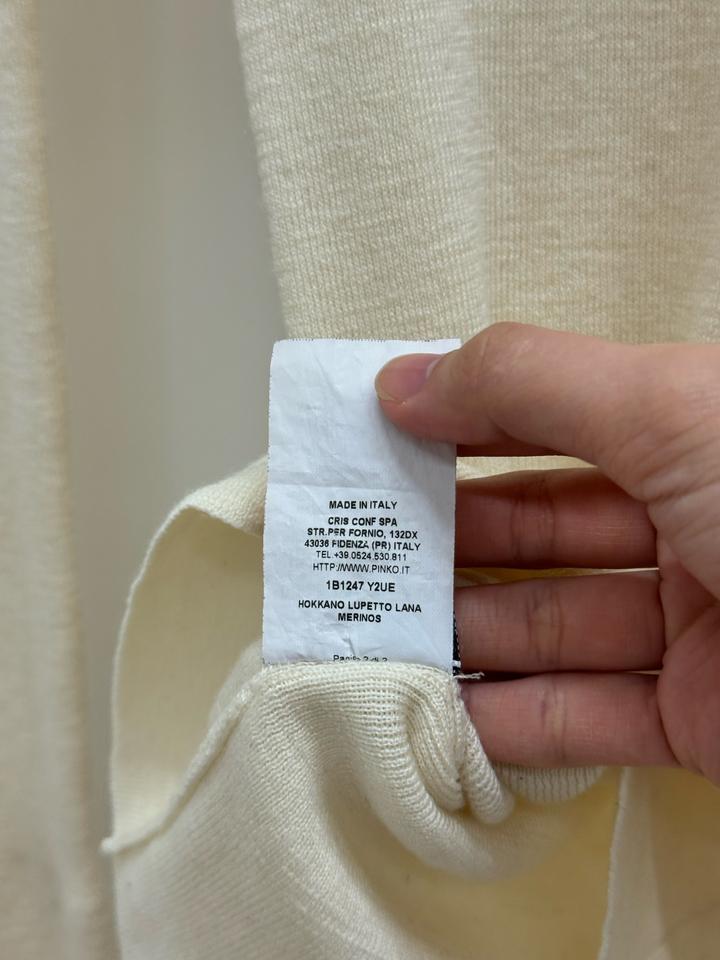 MADE IN ITALY
CRIS CONF SPA
STR.PER FORNIO, 132DX
43036 FIDENZA (PR) ITALY
TEL.+39.0524.530.811
HTTP://WWW.PINKO.IT
1B1247 Y2UE
HOKKANO LUPETTO LANA
MERINOS